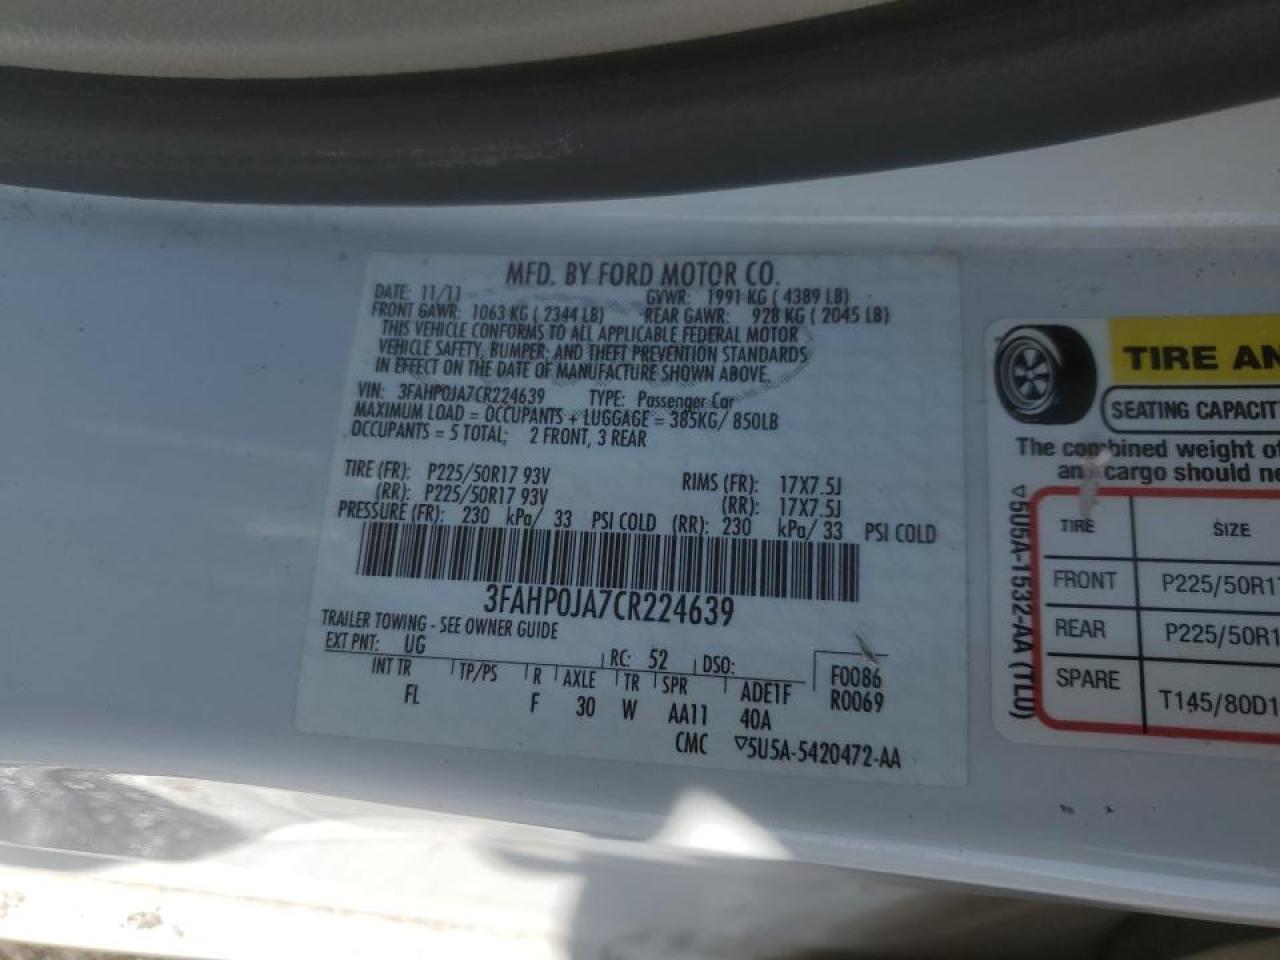 MFD. BY FORD MOTOR CO.
DATE: 11/11 GVWR: 1991 KG ( 4389 LB)
FRONT GAWR: 1063 KG ( 2344 LB) REAR GAWR: 928 KG ( 2045 LB)
THIS VEHICLE CONFORMS TO ALL APPLICABLE FEDERAL MOTOR
VEHICLE SAFETY, BUMPER, AND THEFT PREVENTION STANDARDS
IN EFFECT ON THE DATE OF MANUFACTURE SHOWN ABOVE.
VIN: 3FAHP0JA7CR224639 TYPE: Passenger Car
MAXIMUM LOAD = OCCUPANTS + LUGGAGE = 385KG/ 850LB
OCCUPANTS = 5 TOTAL; 2 FRONT, 3 REAR
TIRE (FR): P225/50R17 93V RIMS (FR): 17X7.5J
(RR): P225/50R17 93V (RR): 17X7.5J
PRESSURE (FR): 230 kPa/ 33 PSI COLD (RR): 230 kPa/ 33 PSI COLD
3FAHP0JA7CR224639
TRAILER TOWING - SEE OWNER GUIDE
EXT PNT: UG RC: 52 DSO: F0086
INT TR TP/PS R AXLE TR SPR ADE1F R0069
FL F 30 W AA11 40A
CMC ▽5U5A-5420472-AA
TIRE AN
SEATING CAPACIT
The combined weight of
and cargo should ne
TIRE SIZE
FRONT P225/50R17
REAR P225/50R1
SPARE T145/80D1
▽5U5A-1532-AA (TL0)